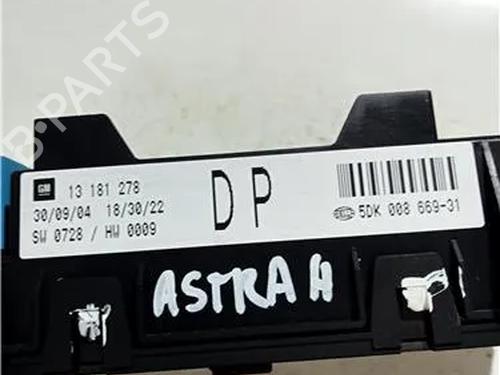 GM
13 181 278
30/09/04 18/30/22
SW 0728 / HW 0009
DP
HELLA 5DK 008 669-31
ASTRA H
B-PARTS